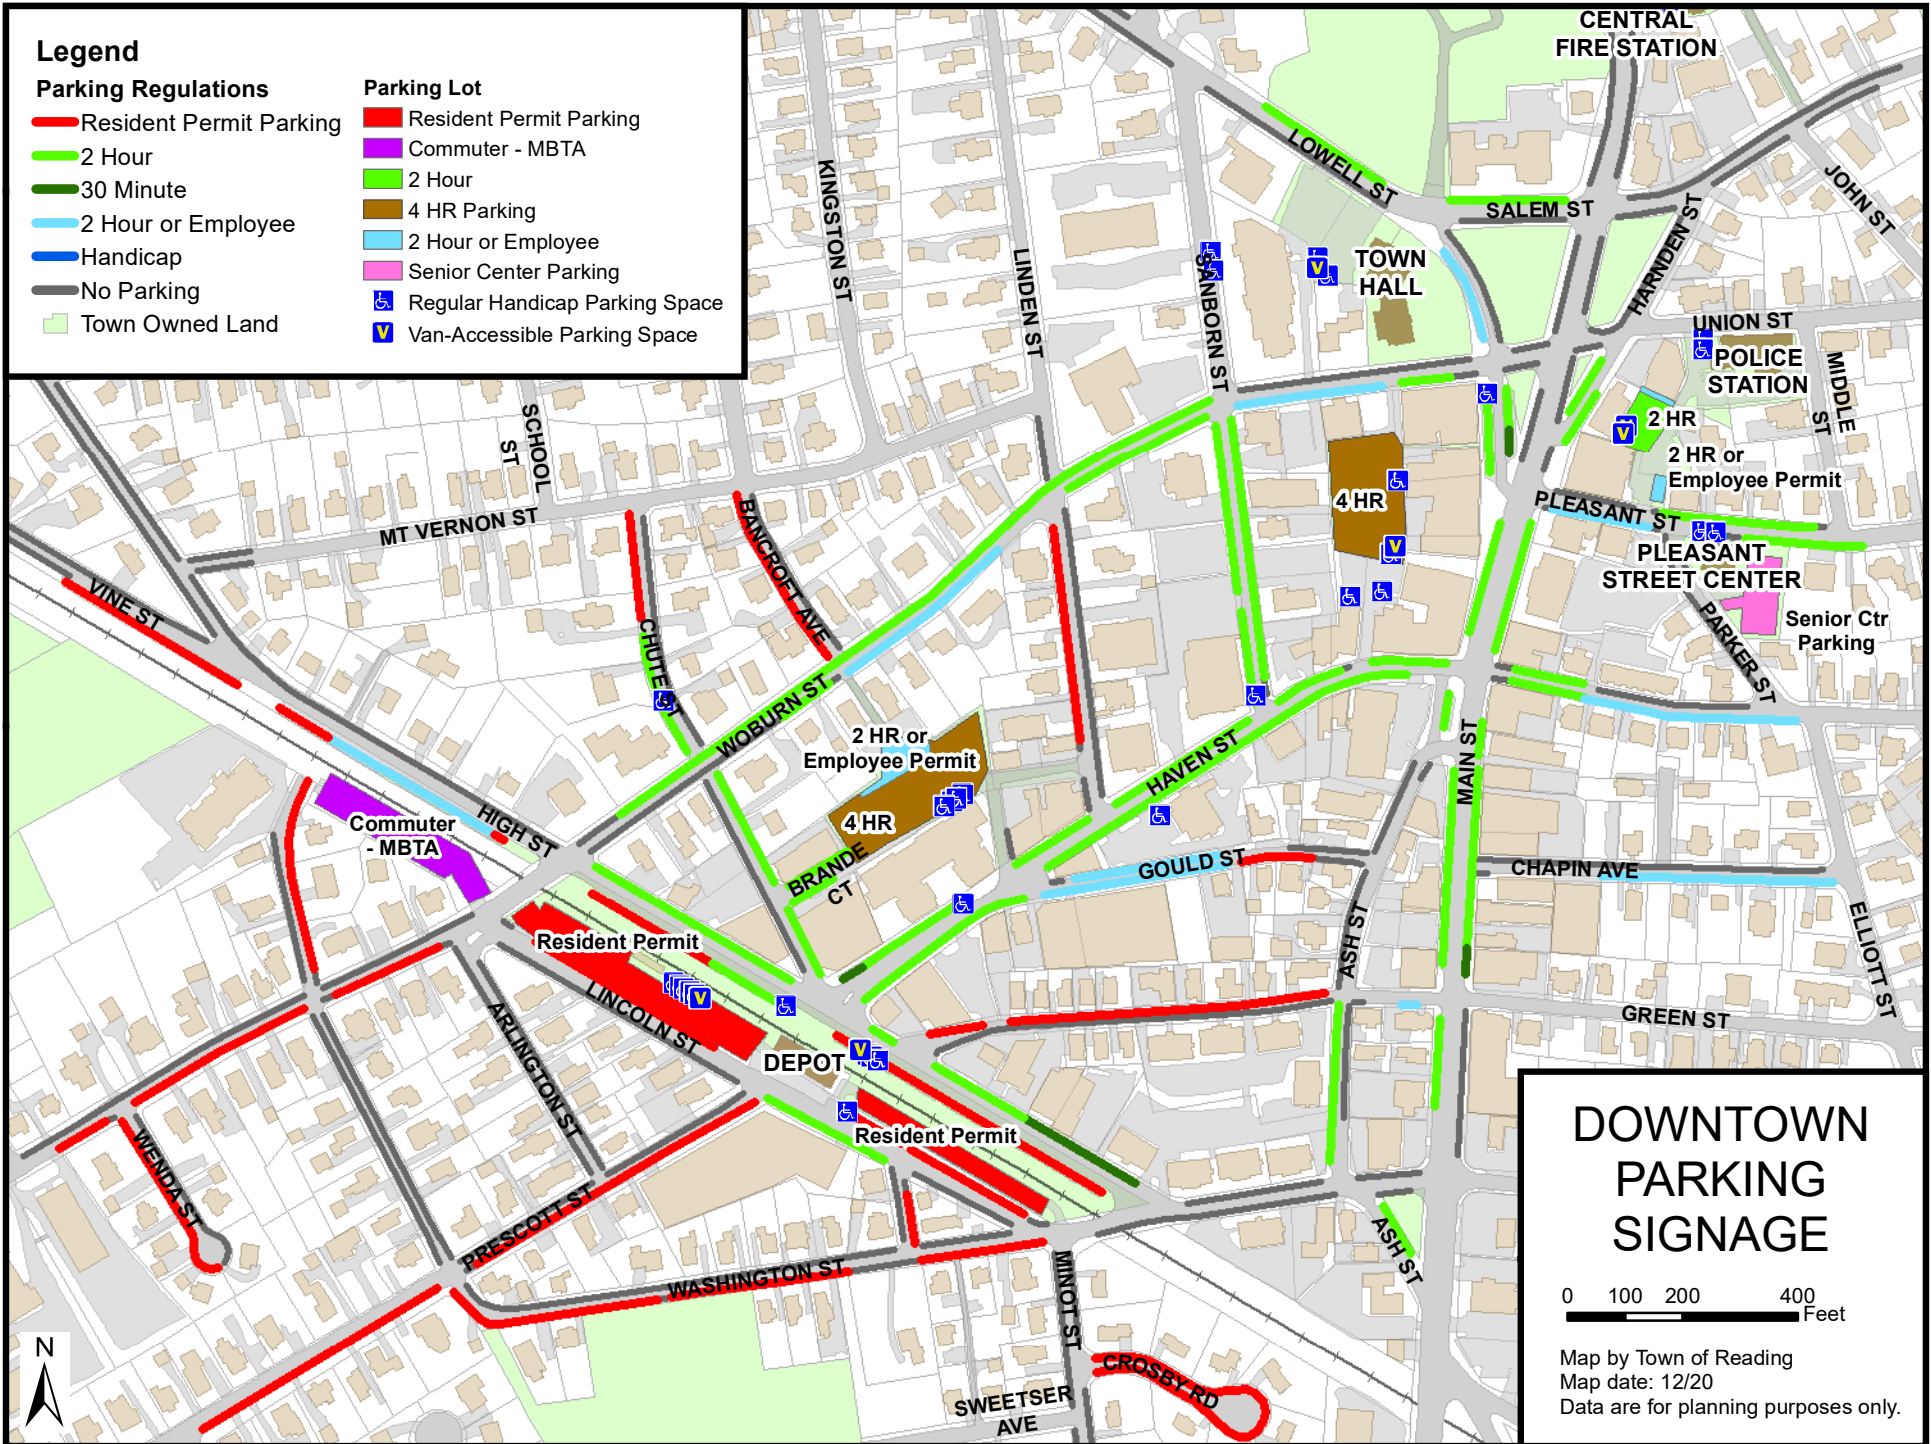 Legend
Parking Regulations
Resident Permit Parking
2 Hour
30 Minute
2 Hour or Employee
Handicap
No Parking
Town Owned Land
Parking Lot
Resident Permit Parking
Commuter - MBTA
2 Hour
4 HR Parking
2 Hour or Employee
Senior Center Parking
Regular Handicap Parking Space
V
Van-Accessible Parking Space
CENTRAL
FIRE STATION
KINGSTON ST
LINDEN ST
SANBORN ST
LOWELL ST
SALEM ST
HARNDEN ST
JOHN ST
V
TOWN
HALL
UNION ST
POLICE
STATION
MIDDLE
ST
SCHOOL
ST
2 HR
V
2 HR or
Employee Permit
4 HR
V
PLEASANT ST
PLEASANT
STREET CENTER
Senior Ctr
Parking
PARKER ST
MT VERNON ST
BANCROFT AVE
VINE ST
CHUTE ST
WOBURN ST
2 HR or
Employee Permit
4 HR
HAVEN ST
MAIN ST
HIGH ST
Commuter
- MBTA
BRANDE
CT
GOULD ST
CHAPIN AVE
ASH ST
ELLIOTT ST
Resident Permit
V
LINCOLN ST
ARLINGTON ST
DEPOT
V
GREEN ST
Resident Permit
WENDA ST
PRESCOTT ST
WASHINGTON ST
MINOT ST
ASH ST
CROSBY RD
SWEETSER
AVE
N
DOWNTOWN
PARKING
SIGNAGE
0 100 200 400
Feet
Map by Town of Reading
Map date: 12/20
Data are for planning purposes only.